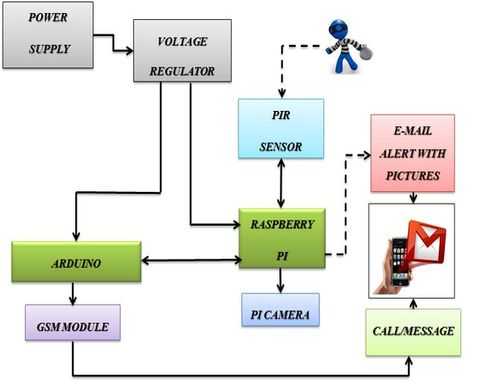 POWER
SUPPLY
VOLTAGE
REGULATOR
PIR
SENSOR
E-MAIL
ALERT WITH
PICTURES
RASPBERRY
PI
ARDUINO
GSM MODULE
PI CAMERA
CALL/MESSAGE